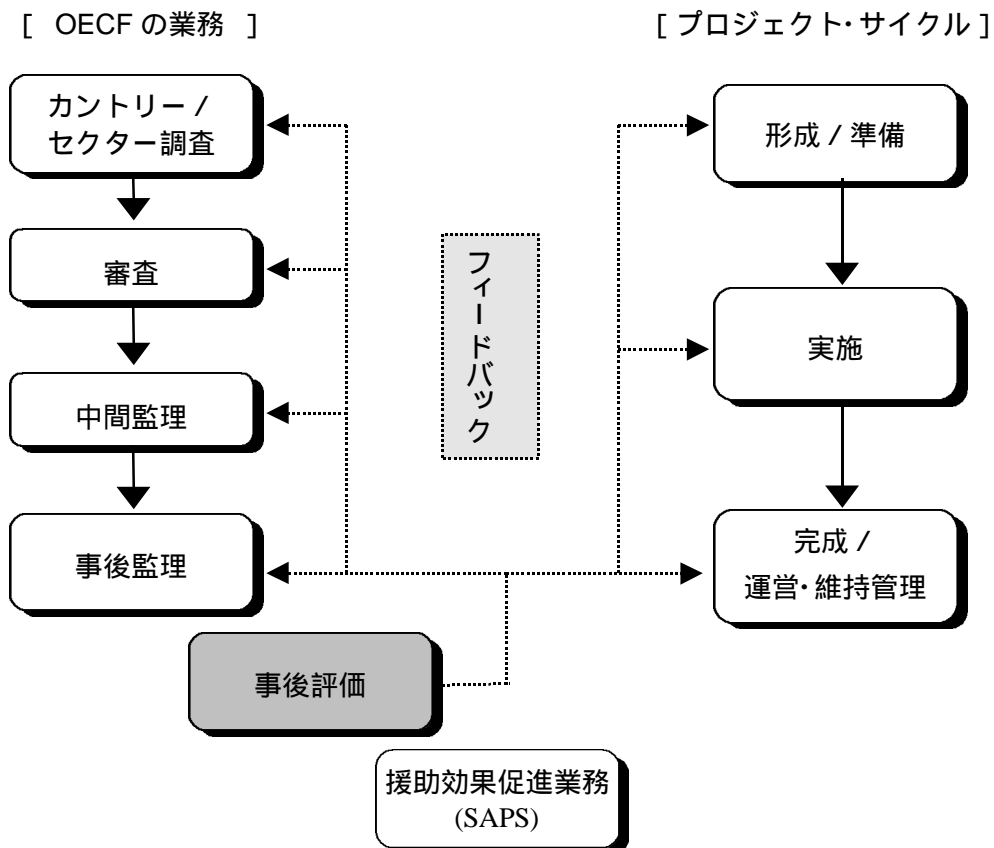 [ OECF の業務 ]
[ プロジェクト・サイクル ]
カントリー /
セクター調査
審査
中間監理
事後監理
フィードバック
形成 / 準備
実施
完成 /
運営・維持管理
事後評価
援助効果促進業務
(SAPS)